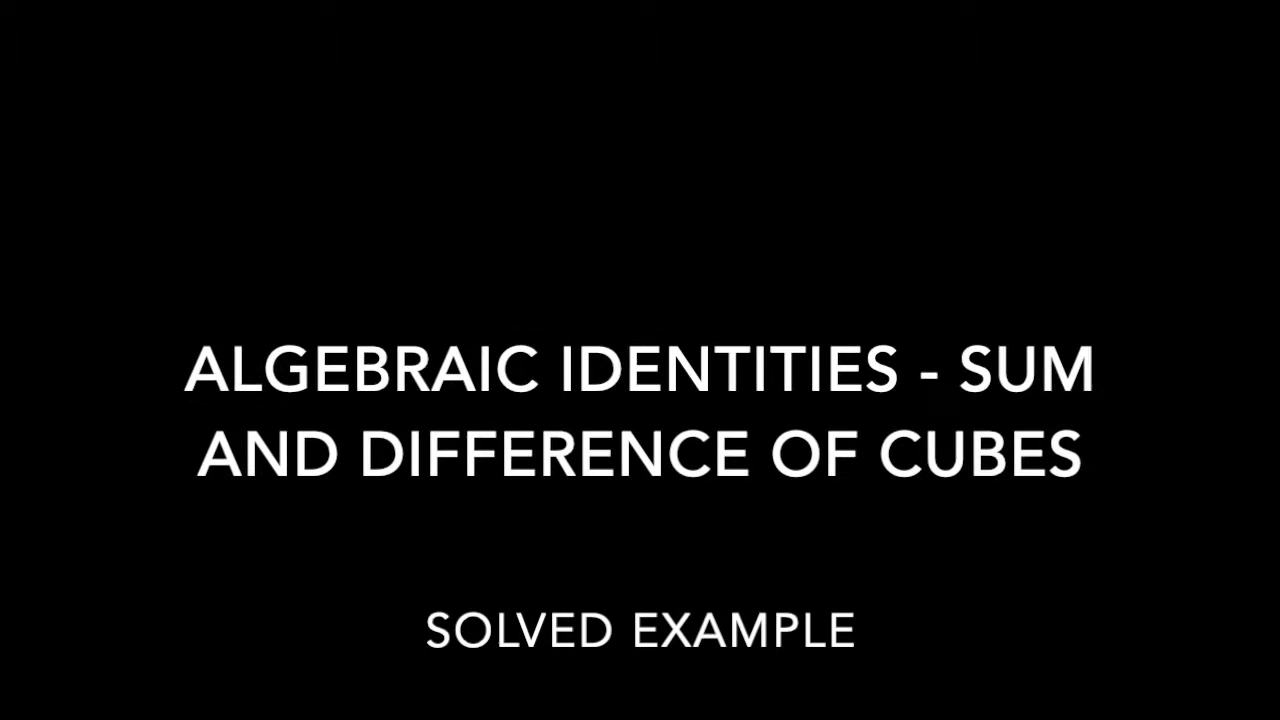 ALGEBRAIC IDENTITIES - SUM
AND DIFFERENCE OF CUBES
SOLVED EXAMPLE